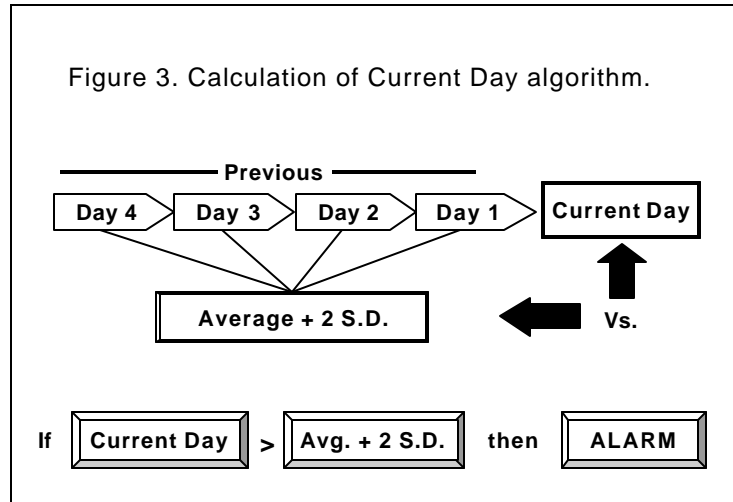 Figure 3. Calculation of Current Day algorithm.
Previous
Day 4 Day 3 Day 2 Day 1 Current Day
Average + 2 S.D. Vs.
If Current Day > Avg. + 2 S.D. then ALARM